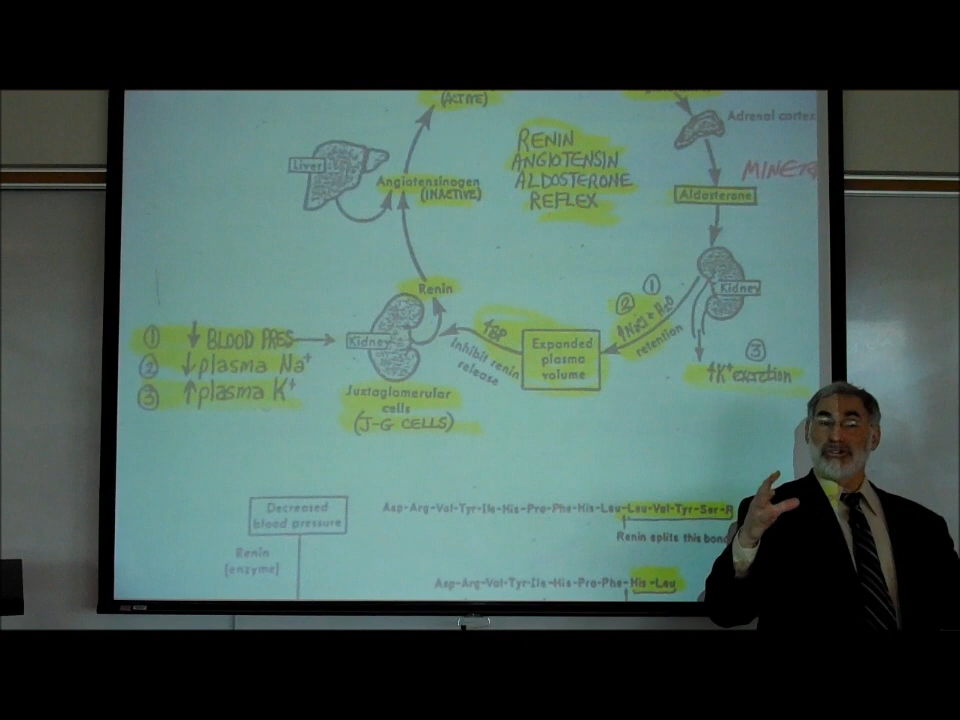 (ACTIVE)
Adrenal cortex
Liver
RENIN
ANGIOTENSIN
ALDOSTERONE
REFLEX
Angiotensinogen
(INACTIVE)
Aldosterone
Renin
Kidney
① ↓ BLOOD PRES
② ↓ plasma Na+
③ ↑ plasma K+
Kidney
Juxtaglomerular
cells
(J-G CELLS)
↑BP
Inhibit renin
release
Expanded
plasma
volume
② ①
↑NaCl + H2O
retention
③
↑K+ excretion
Decreased
blood pressure
Renin
(enzyme)
Asp-Arg-Val-Tyr-Ile-His-Pro-Phe-His-Leu-Leu-Val-Tyr-Ser-R
Renin splits this bond
Asp-Arg-Val-Tyr-Ile-His-Pro-Phe-His-Leu